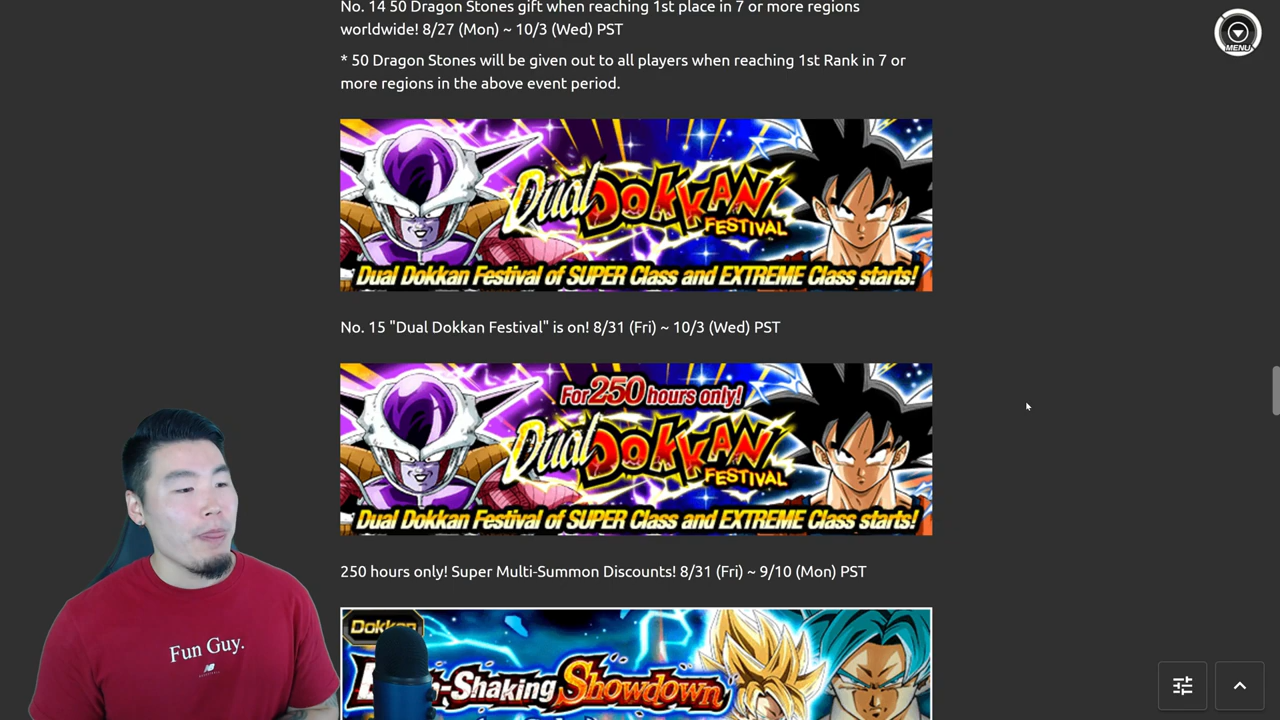 No. 14 50 Dragon Stones gift when reaching 1st place in 7 or more regions
worldwide! 8/27 (Mon) ~ 10/3 (Wed) PST
* 50 Dragon Stones will be given out to all players when reaching 1st Rank in 7 or
more regions in the above event period.
MENU
Dual DOKKAN
FESTIVAL
Dual Dokkan Festival of SUPER Class and EXTREME Class starts!
No. 15 "Dual Dokkan Festival" is on! 8/31 (Fri) ~ 10/3 (Wed) PST
For 250 hours only!
Dual DOKKAN
FESTIVAL
Dual Dokkan Festival of SUPER Class and EXTREME Class starts!
250 hours only! Super Multi-Summon Discounts! 8/31 (Fri) ~ 9/10 (Mon) PST
Dokkan
-Shaking Showdown
Fun Guy.